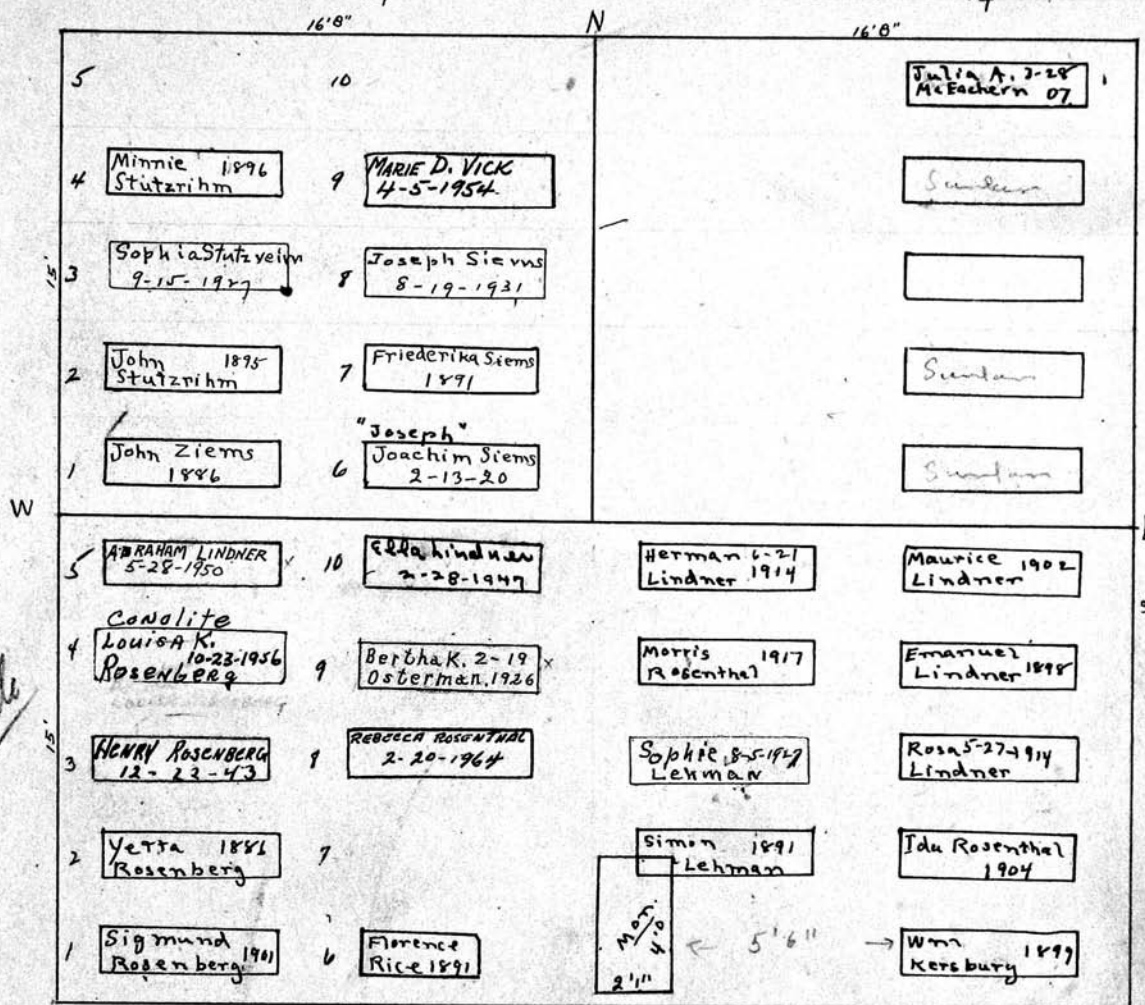 16'8" N 16'8"
5 10
Julia A. 3-28
McEachern 07
4
Minnie 1896
Stutzrihm
9
MARIE D. VICK
4-5-1954
15'
3
Sophia Stutzreim
9-15-1927
8
Joseph Siems
8-19-1931
2
John 1895
Stutzrihm
7
Friederika Siems
1891
1
John Ziems
1886
6
"Joseph"
Joachim Siems
2-13-20
W
5
ABRAHAM LINDNER
5-28-1950
x
10
Ella Lindner
2-28-1947
Herman 6-21
Lindner 1914
Maurice 1902
Lindner
4
Conolite
Louisa K.
10-23-1956
Rosenberg
9
Bertha K. 2-19
Osterman. 1926
x
Morris 1917
Rosenthal
Emanuel
Lindner 1898
15'
3
HENRY ROSENBERG
12-22-43
8
REBECCA ROSENTHAL
2-20-1964
Sophie 8-5-1927
Lehman
Rosa 5-27-1914
Lindner
2
Yetta 1886
Rosenberg
7
Simon 1891
Lehman
Ida Rosenthal
1904
1
Sigmund
Rosenberg 1901
6
Florence
Rice 1891
Mon.
4'0
2'1"
← 5'6" →
Wm 1899
Kersbury